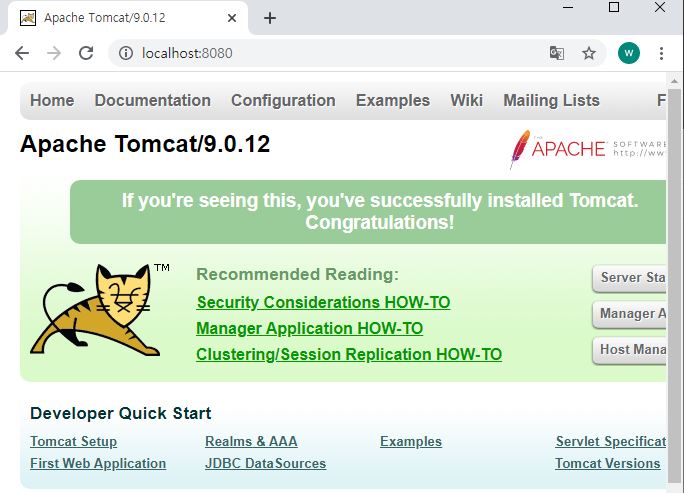 Apache Tomcat/9.0.12
localhost:8080
W
Home Documentation Configuration Examples Wiki Mailing Lists F
Apache Tomcat/9.0.12
THE
APACHE SOFTWARE
http://ww
If you're seeing this, you've successfully installed Tomcat.
Congratulations!
TM
Recommended Reading:
Security Considerations HOW-TO
Manager Application HOW-TO
Clustering/Session Replication HOW-TO
Server Sta
Manager A
Host Mana
Developer Quick Start
Tomcat Setup Realms & AAA Examples Servlet Specificat
First Web Application JDBC DataSources Tomcat Versions